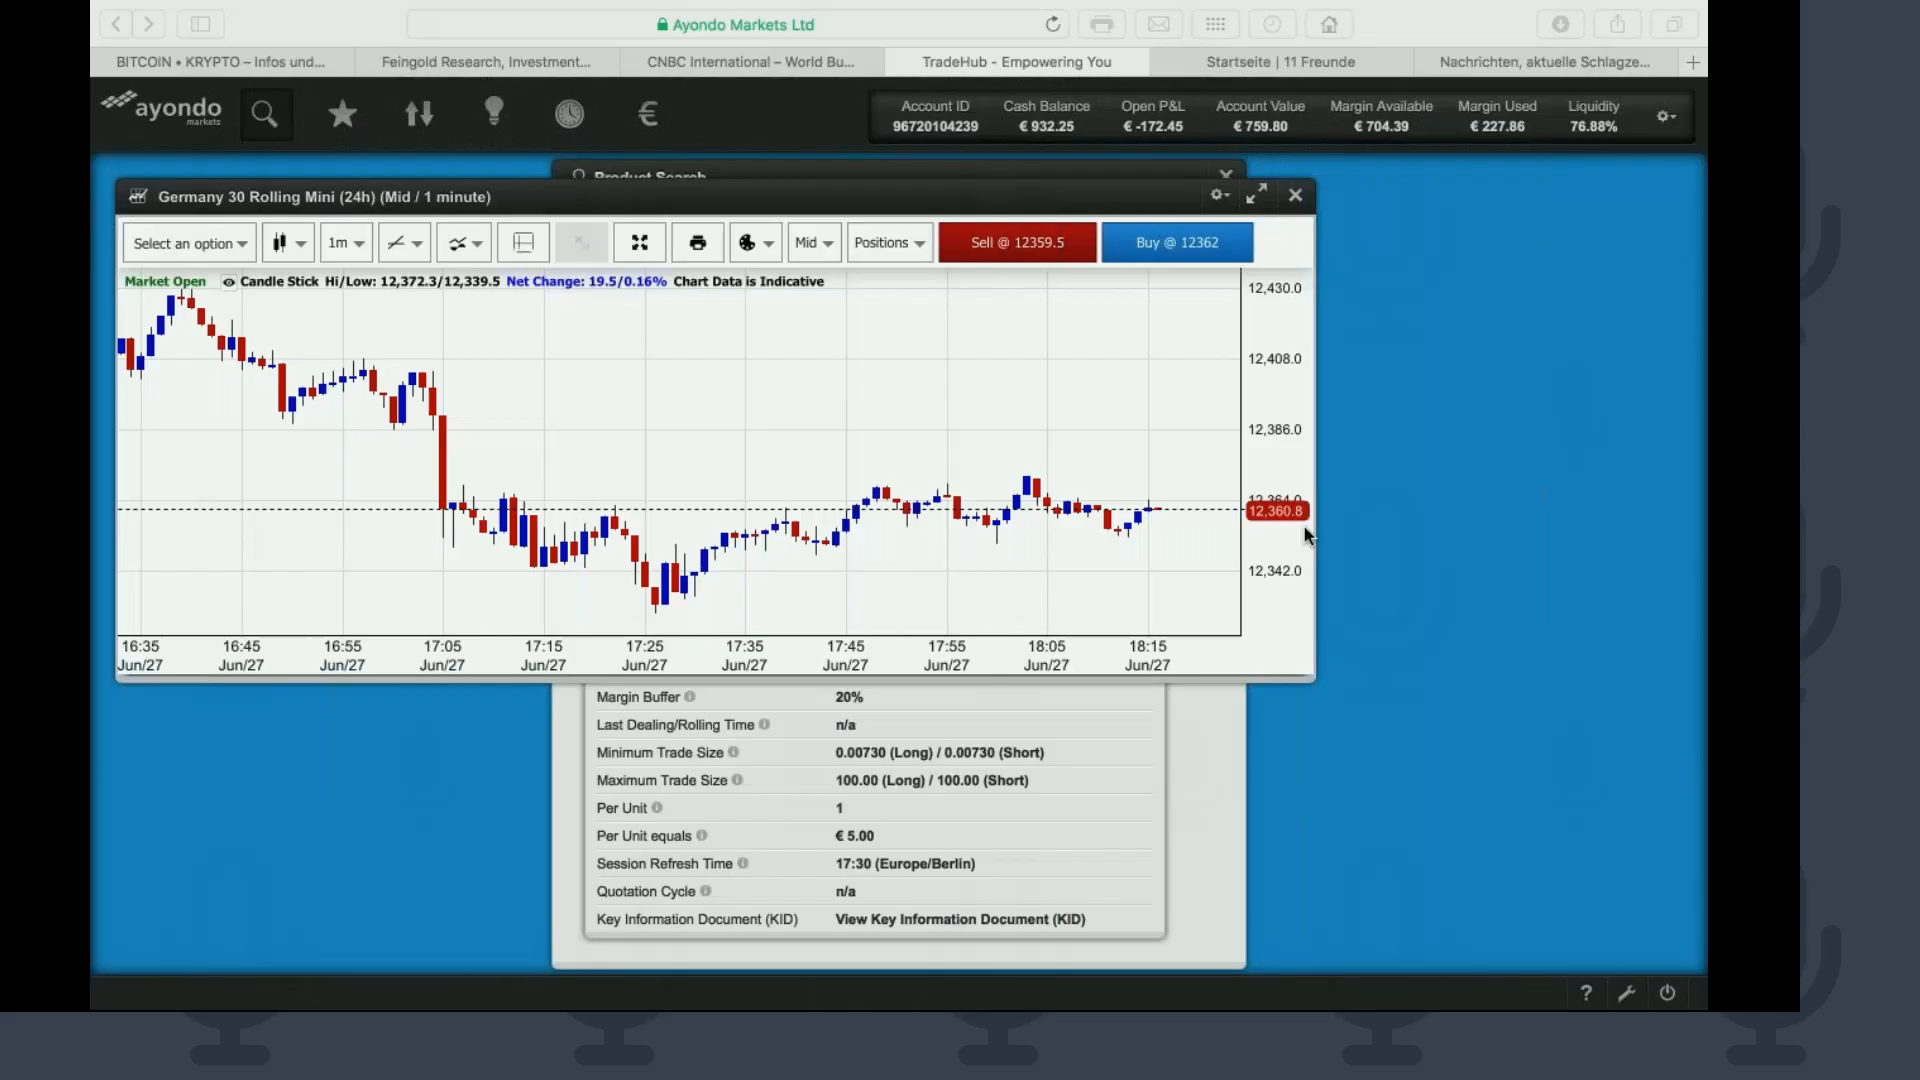 Ayondo Markets Ltd
BITCOIN • KRYPTO – Infos und...
Feingold Research, Investment...
CNBC International – World Bu...
TradeHub - Empowering You
Startseite | 11 Freunde
Nachrichten, aktuelle Schlagze...
ayondo
markets
Account ID
Cash Balance
Open P&L
Account Value
Margin Available
Margin Used
Liquidity
96720104239
€ 932.25
€ -172.45
€ 759.80
€ 704.39
€ 227.86
76.88%
Product Search
Germany 30 Rolling Mini (24h) (Mid / 1 minute)
Select an option
1m
Mid
Positions
Sell @ 12359.5
Buy @ 12362
Market Open
Candle Stick Hi/Low: 12,372.3/12,339.5 Net Change: 19.5/0.16% Chart Data is Indicative
12,430.0
12,408.0
12,386.0
12,364.0
12,360.8
12,342.0
16:35 16:45 16:55 17:05 17:15 17:25 17:35 17:45 17:55 18:05 18:15
Jun/27 Jun/27 Jun/27 Jun/27 Jun/27 Jun/27 Jun/27 Jun/27 Jun/27 Jun/27 Jun/27
Margin Buffer 20%
Last Dealing/Rolling Time n/a
Minimum Trade Size 0.00730 (Long) / 0.00730 (Short)
Maximum Trade Size 100.00 (Long) / 100.00 (Short)
Per Unit 1
Per Unit equals € 5.00
Session Refresh Time 17:30 (Europe/Berlin)
Quotation Cycle n/a
Key Information Document (KID) View Key Information Document (KID)